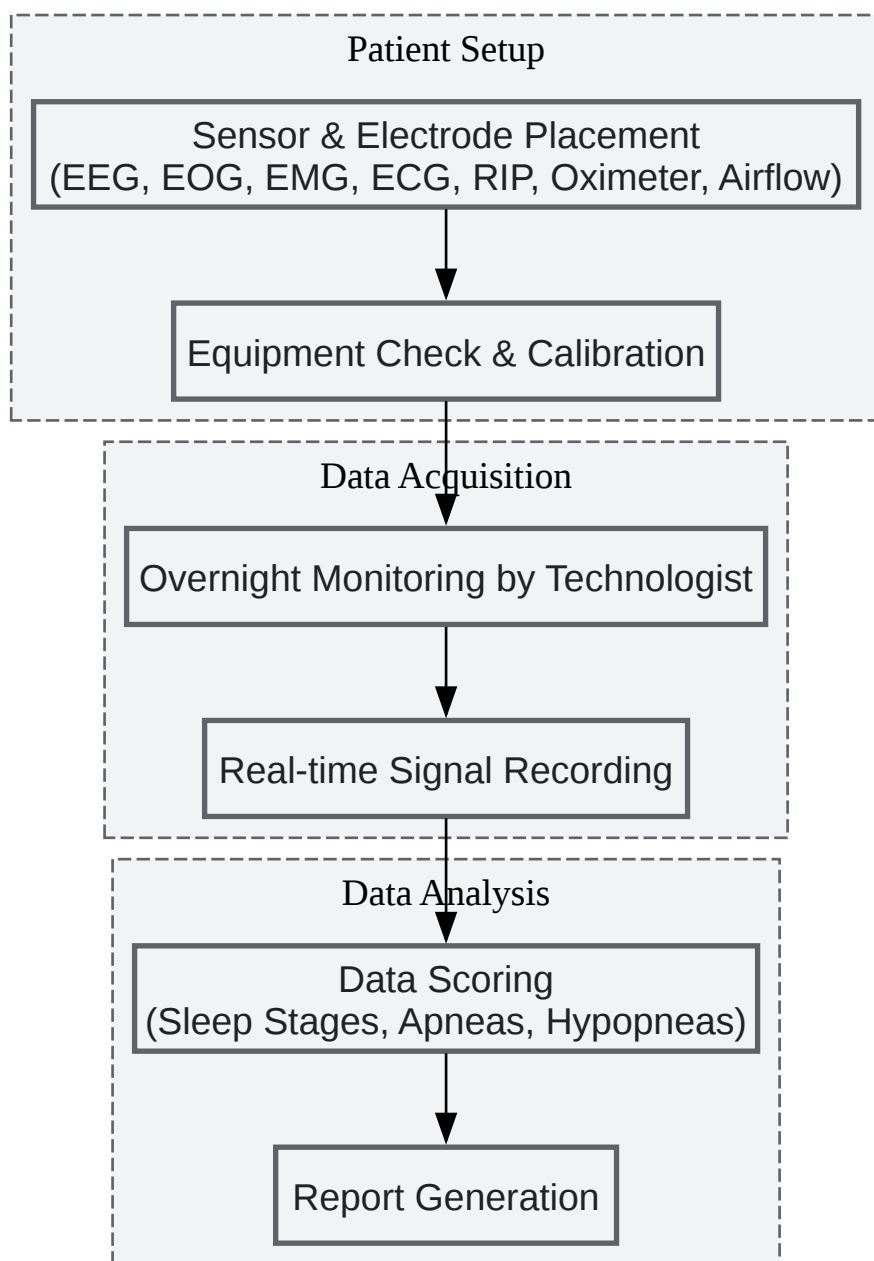 Patient Setup
Sensor & Electrode Placement
(EEG, EOG, EMG, ECG, RIP, Oximeter, Airflow)
Equipment Check & Calibration
Data Acquisition
Overnight Monitoring by Technologist
Real-time Signal Recording
Data Analysis
Data Scoring
(Sleep Stages, Apneas, Hypopneas)
Report Generation